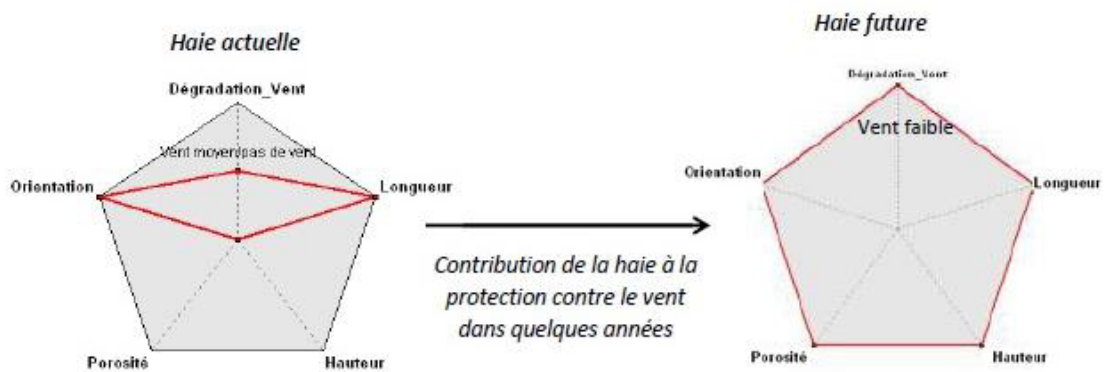 Haie actuelle
Dégradation_Vent
Vent moyen/pas de vent
Orientation
Longueur
Porosité
Hauteur
Contribution de la haie à la
protection contre le vent
dans quelques années
Haie future
Dégradation_Vent
Vent faible
Orientation
Longueur
Porosité
Hauteur